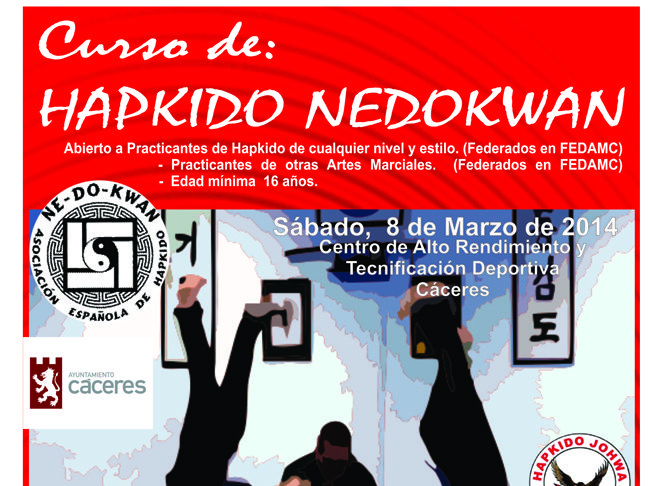 Curso de:
HAPKIDO NEDOKWAN
Abierto a Practicantes de Hapkido de cualquier nivel y estilo. (Federados en FEDAMC)
- Practicantes de otras Artes Marciales. (Federados en FEDAMC)
- Edad mínima 16 años.
NE-DO-KWAN
ASOCIACIÓN ESPAÑOLA DE HAPKIDO
Sábado, 8 de Marzo de 2014
Centro de Alto Rendimiento y
Tecnificación Deportiva
Cáceres
도
AYUNTAMIENTO
cáceres
HAPKIDO JOHWA